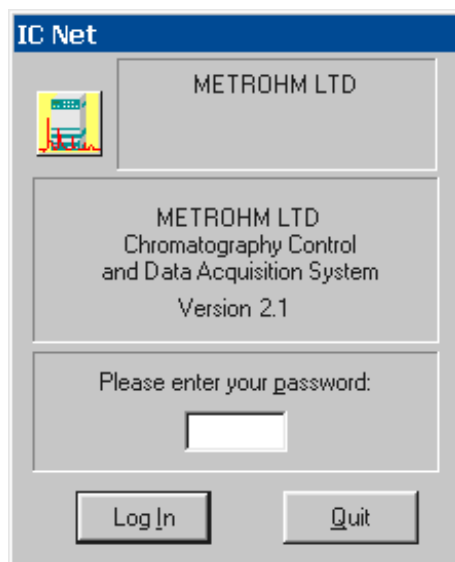 IC Net
METROHM LTD
METROHM LTD
Chromatography Control
and Data Acquisition System
Version 2.1
Please enter your password:
Log In
Quit